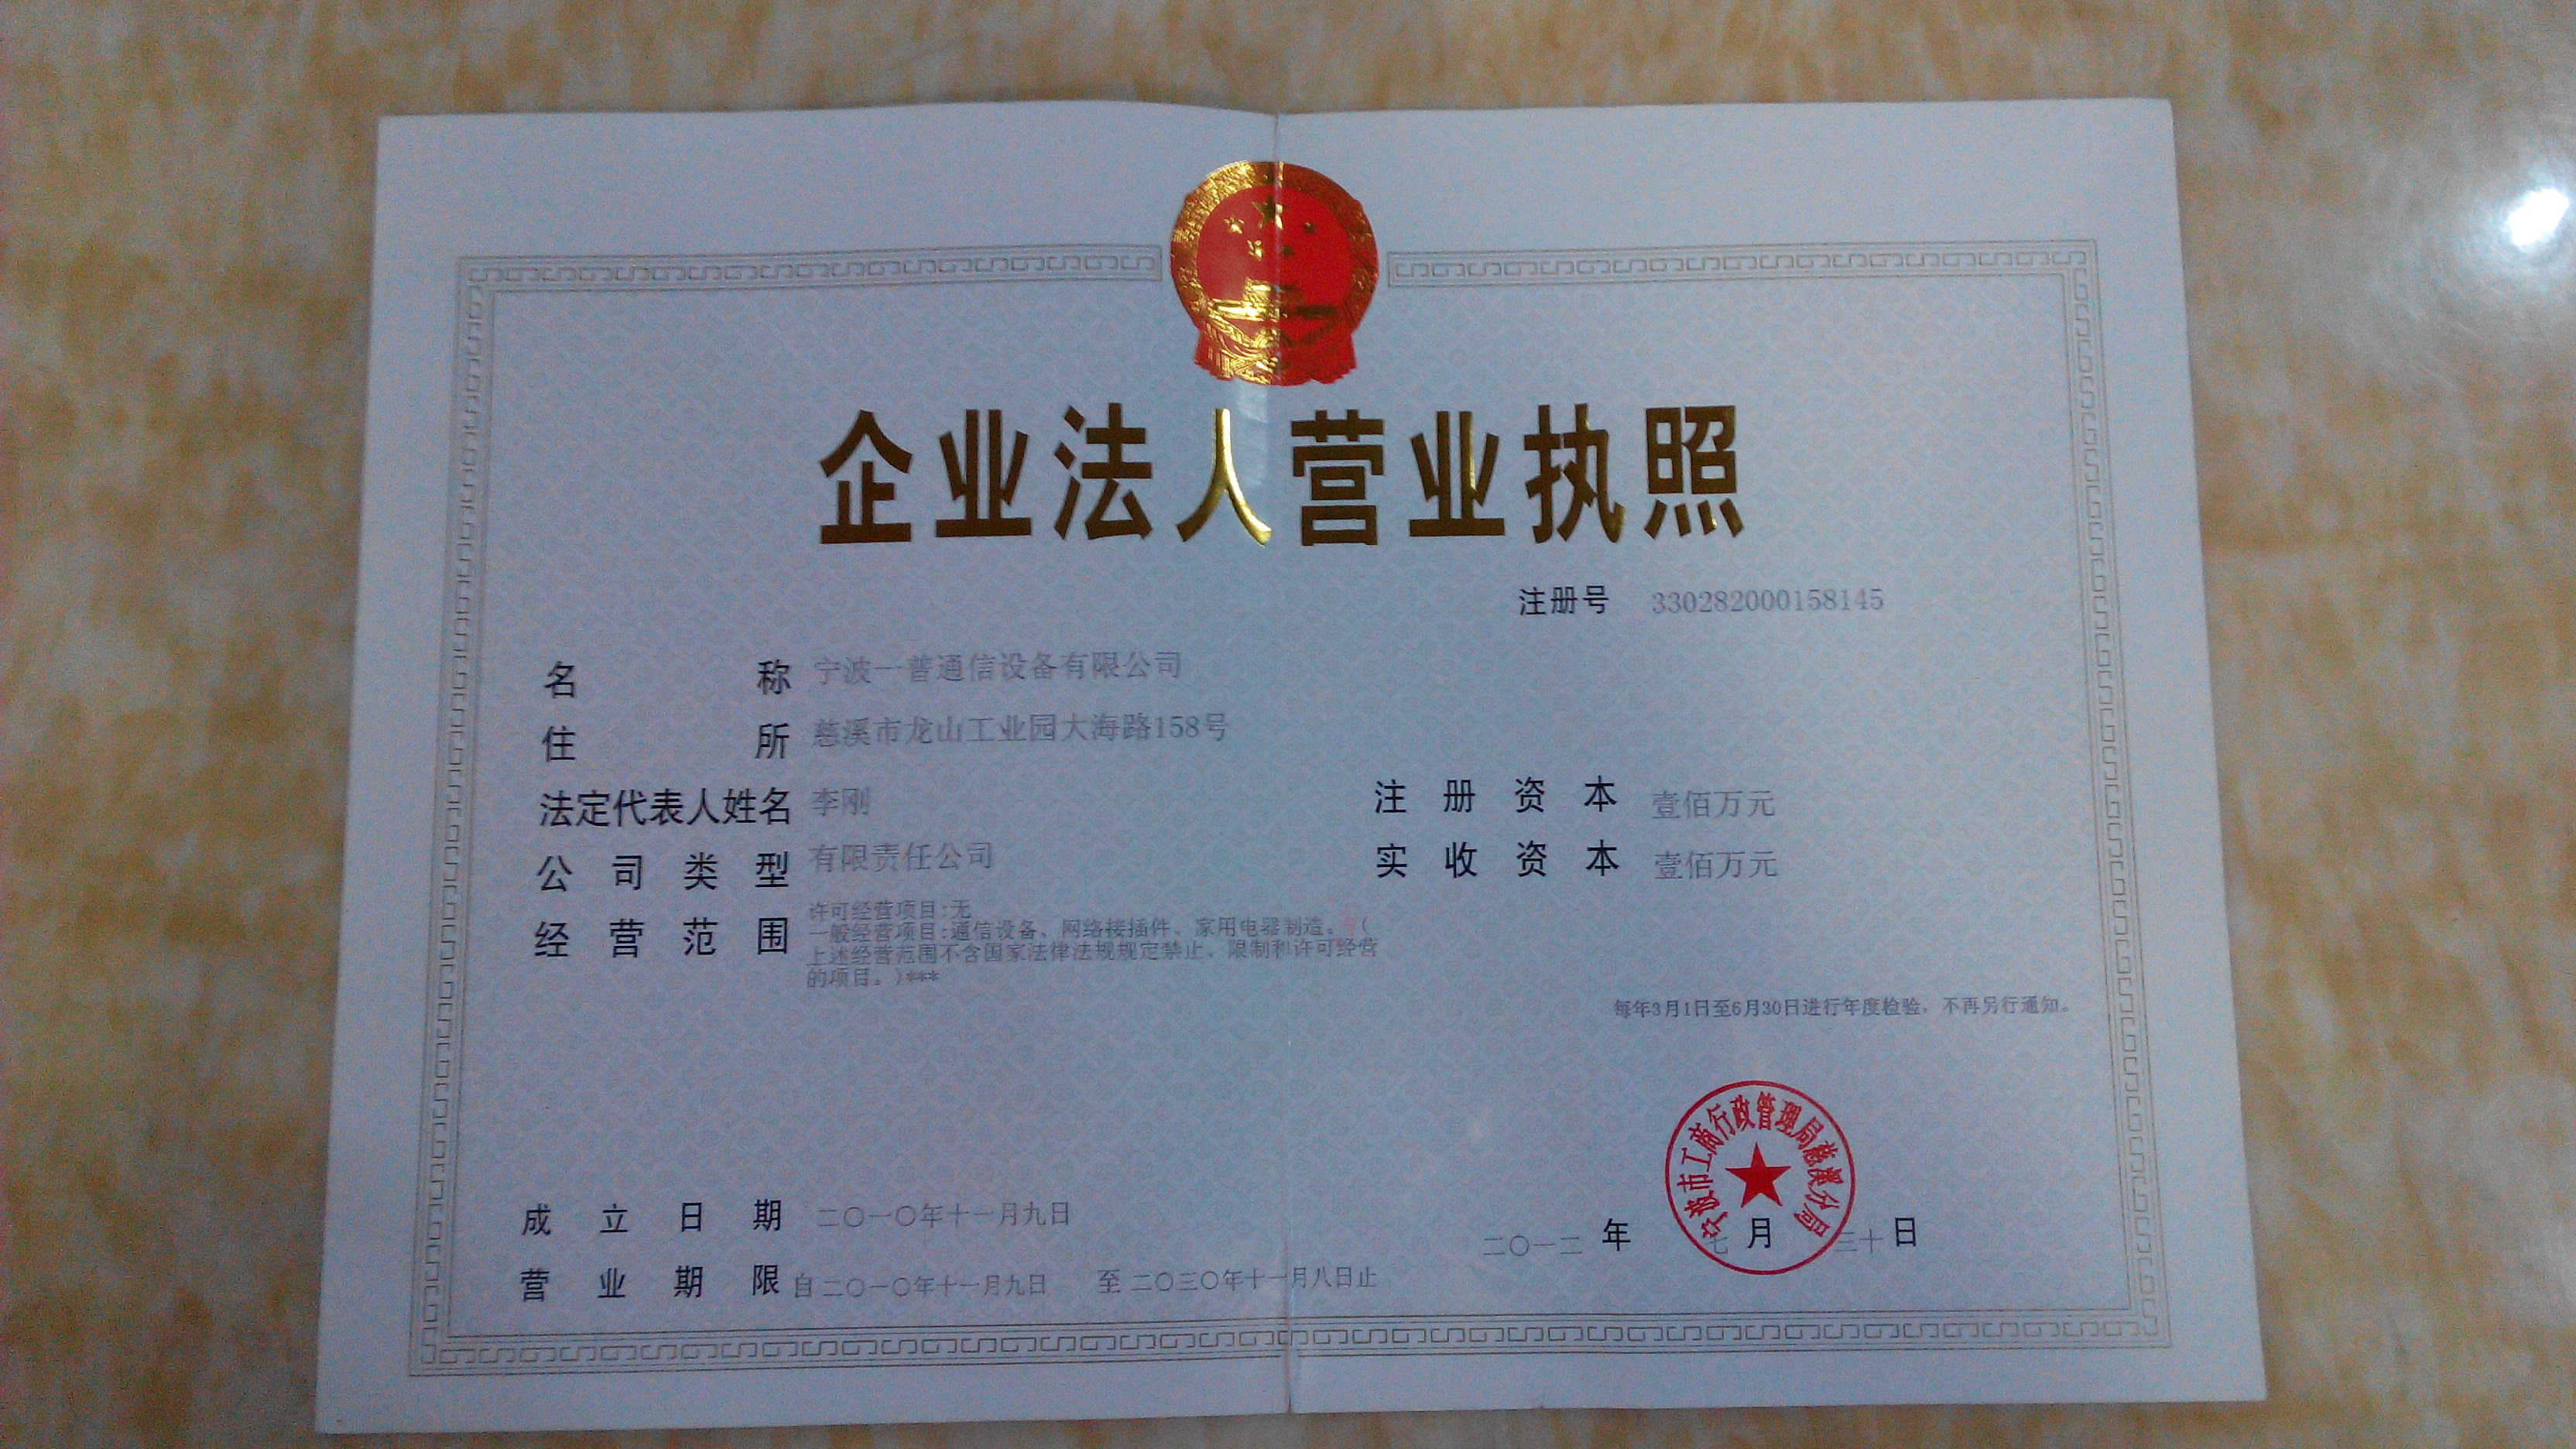 企业法人营业执照
注册号 330282000158145
名称 宁波一普通信设备有限公司
住所 慈溪市龙山工业园大海路158号
法定代表人姓名 李刚
注册资本 壹佰万元
公司类型 有限责任公司
实收资本 壹佰万元
经营范围 许可经营项目:无
一般经营项目:通信设备、网络接插件、家用电器制造。(
上述经营范围不含国家法律法规规定禁止、限制和许可经营
的项目。)***
每年3月1日至6月30日进行年度检验，不再另行通知。
宁波市工商行政管理局慈溪分局
成立日期 二〇一〇年十一月九日
二〇一二年七月三十日
营业期限 自二〇一〇年十一月九日 至二〇三〇年十一月八日止